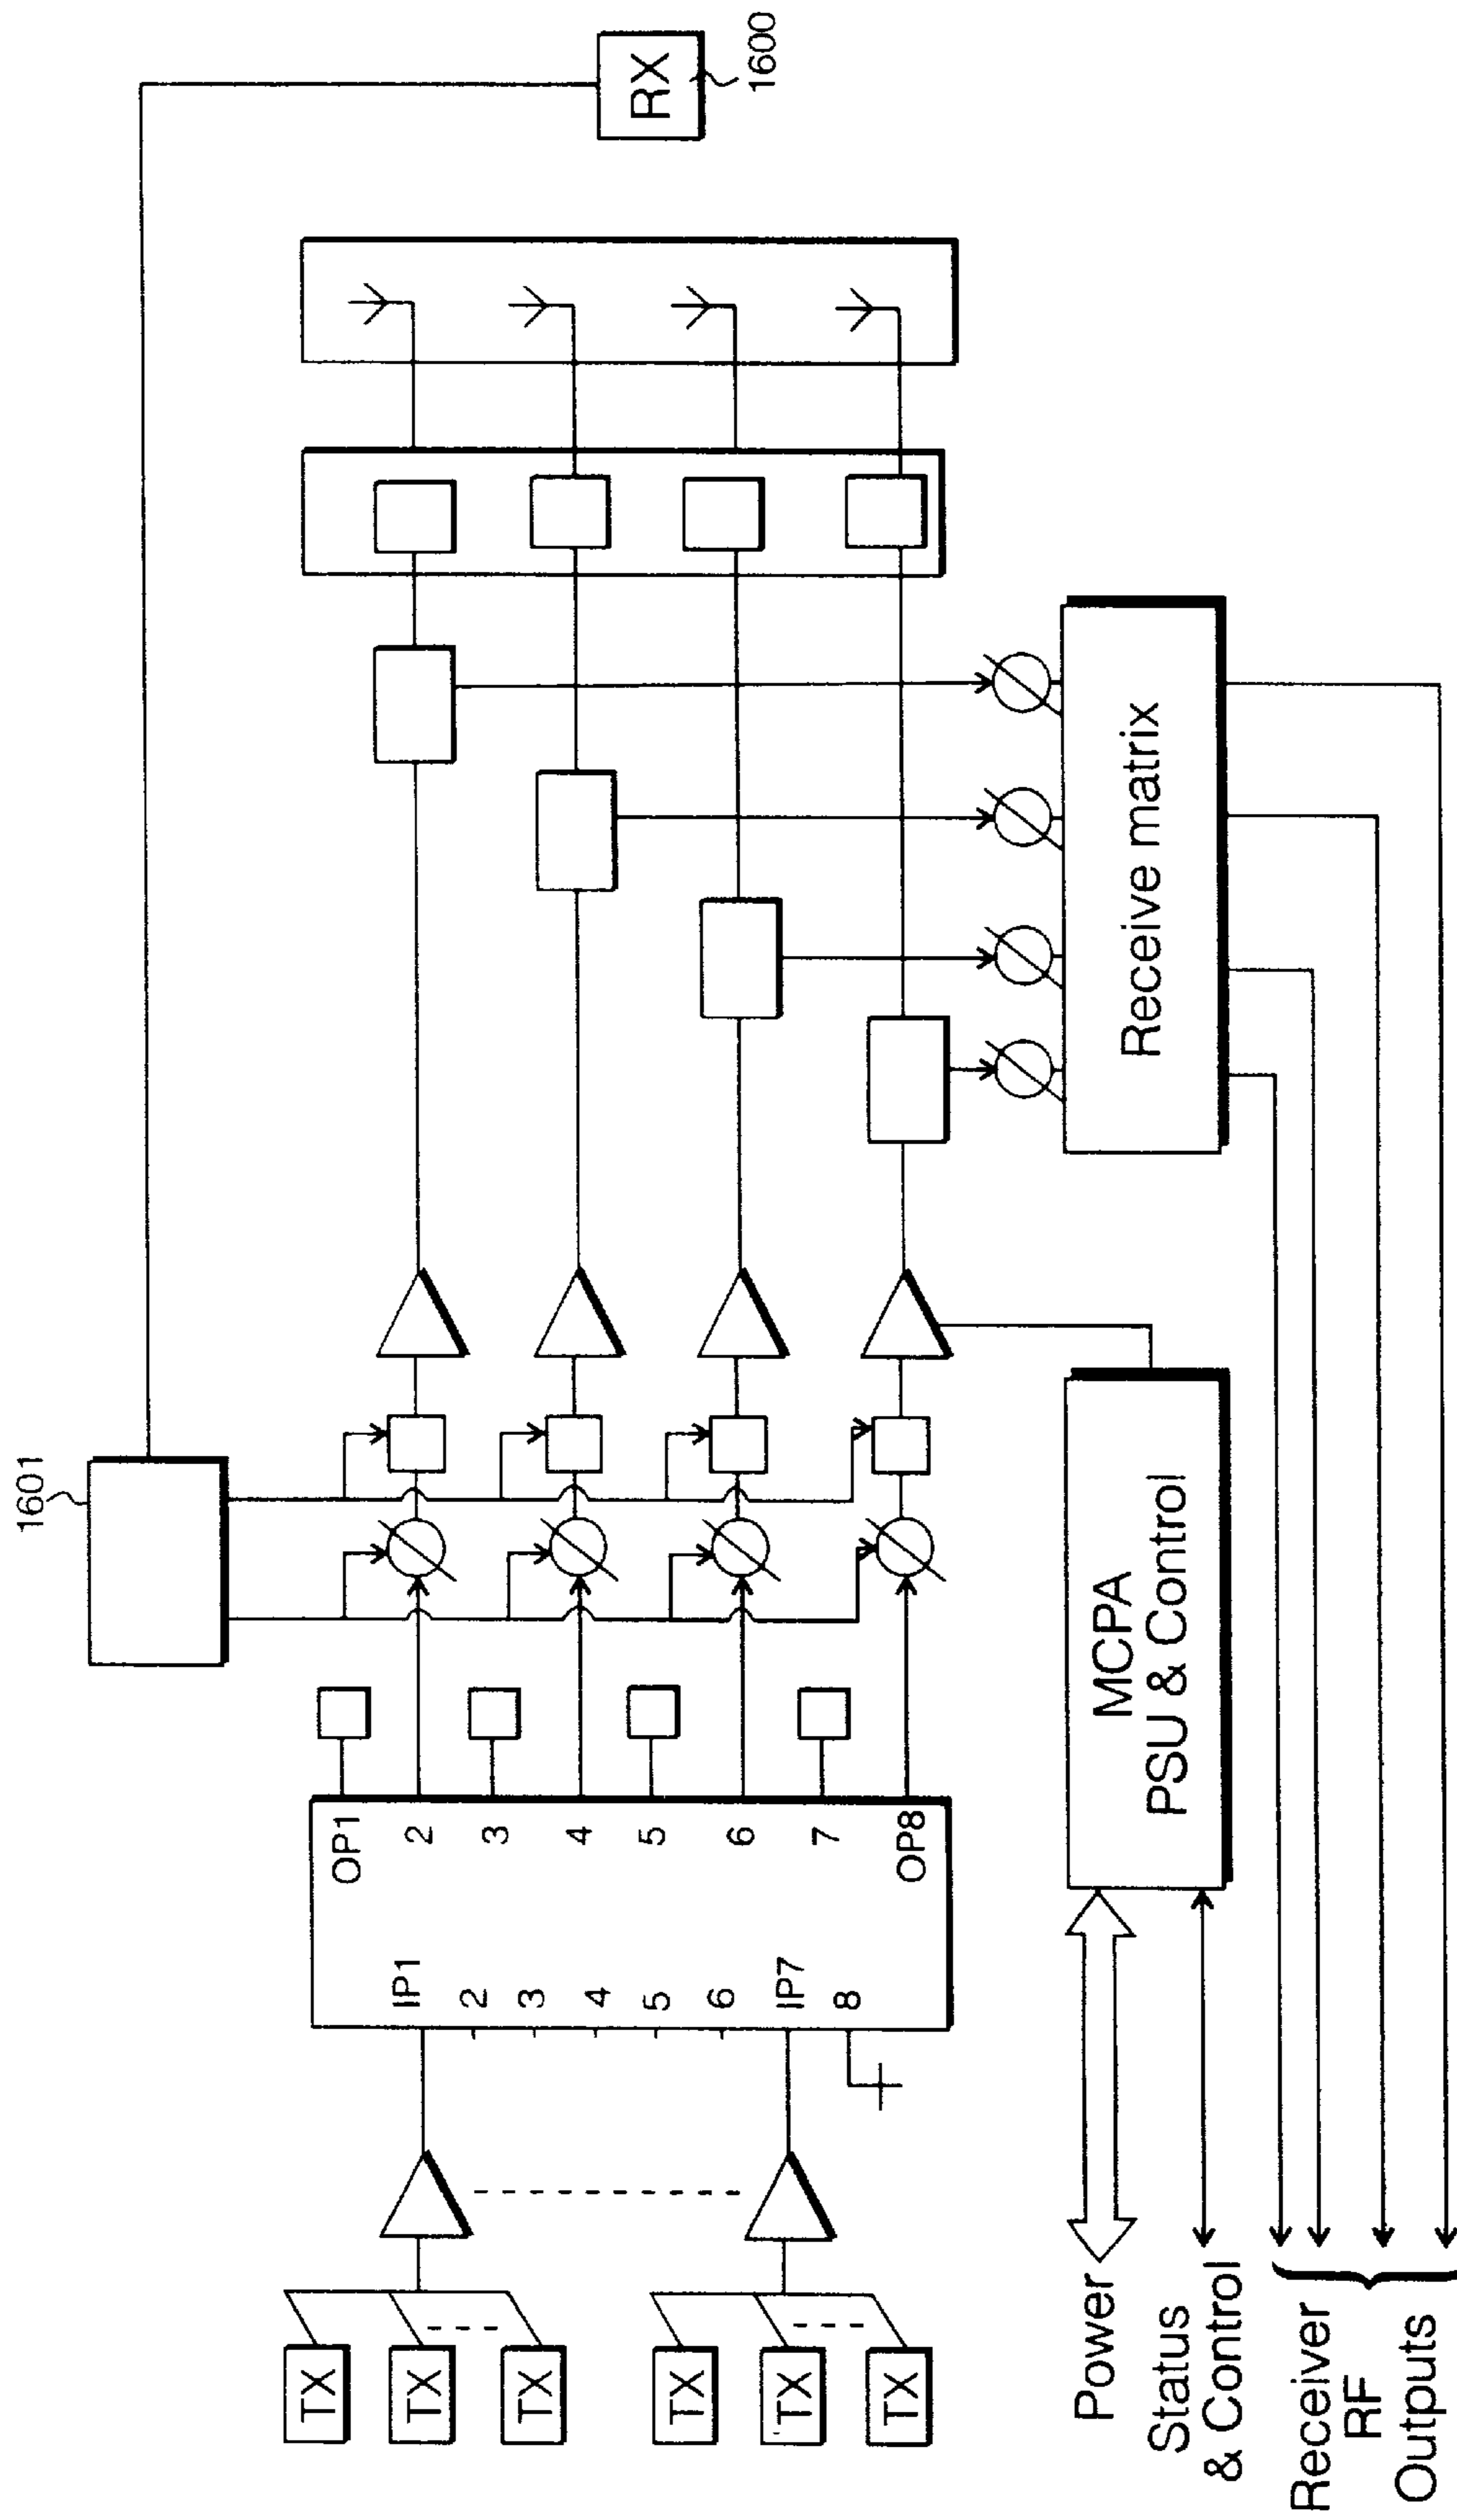 1601
RX
1600
TX
TX
TX
TX
TX
TX
IP1
2
3
4
5
6
IP7
8
OP1
2
3
4
5
6
7
OP8
MCPA
PSU & Control
Receive matrix
Power
Status
& Control
Receiver
RF
Outputs